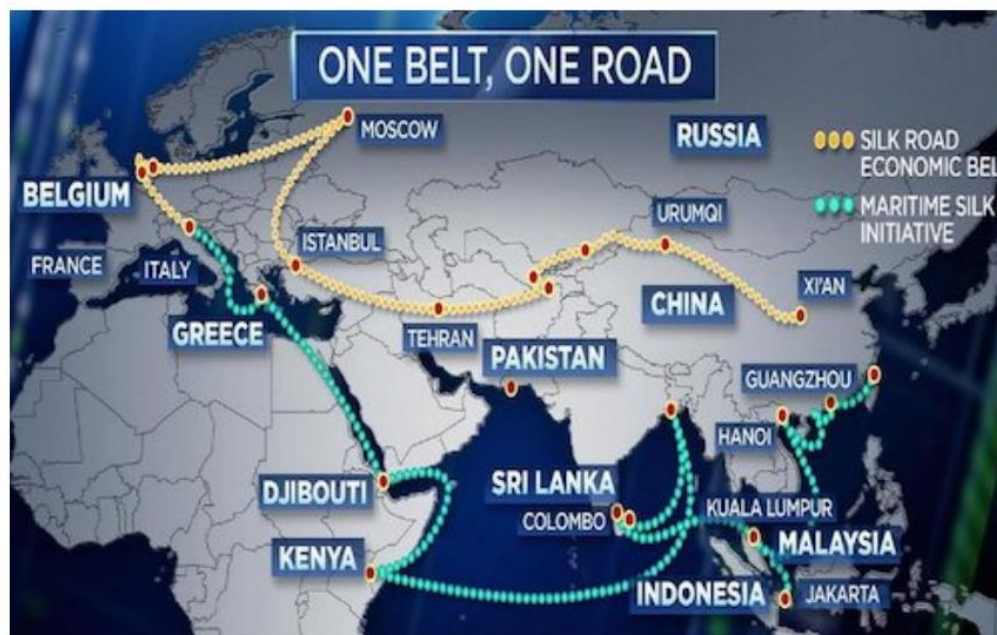 ONE BELT, ONE ROAD
MOSCOW
RUSSIA
SILK ROAD
ECONOMIC BEL
MARITIME SILK
INITIATIVE
BELGIUM
URUMQI
ISTANBUL
FRANCE
ITALY
XI'AN
CHINA
GREECE
TEHRAN
PAKISTAN
GUANGZHOU
HANOI
DJIBOUTI
SRI LANKA
COLOMBO
KUALA LUMPUR
MALAYSIA
KENYA
INDONESIA
JAKARTA